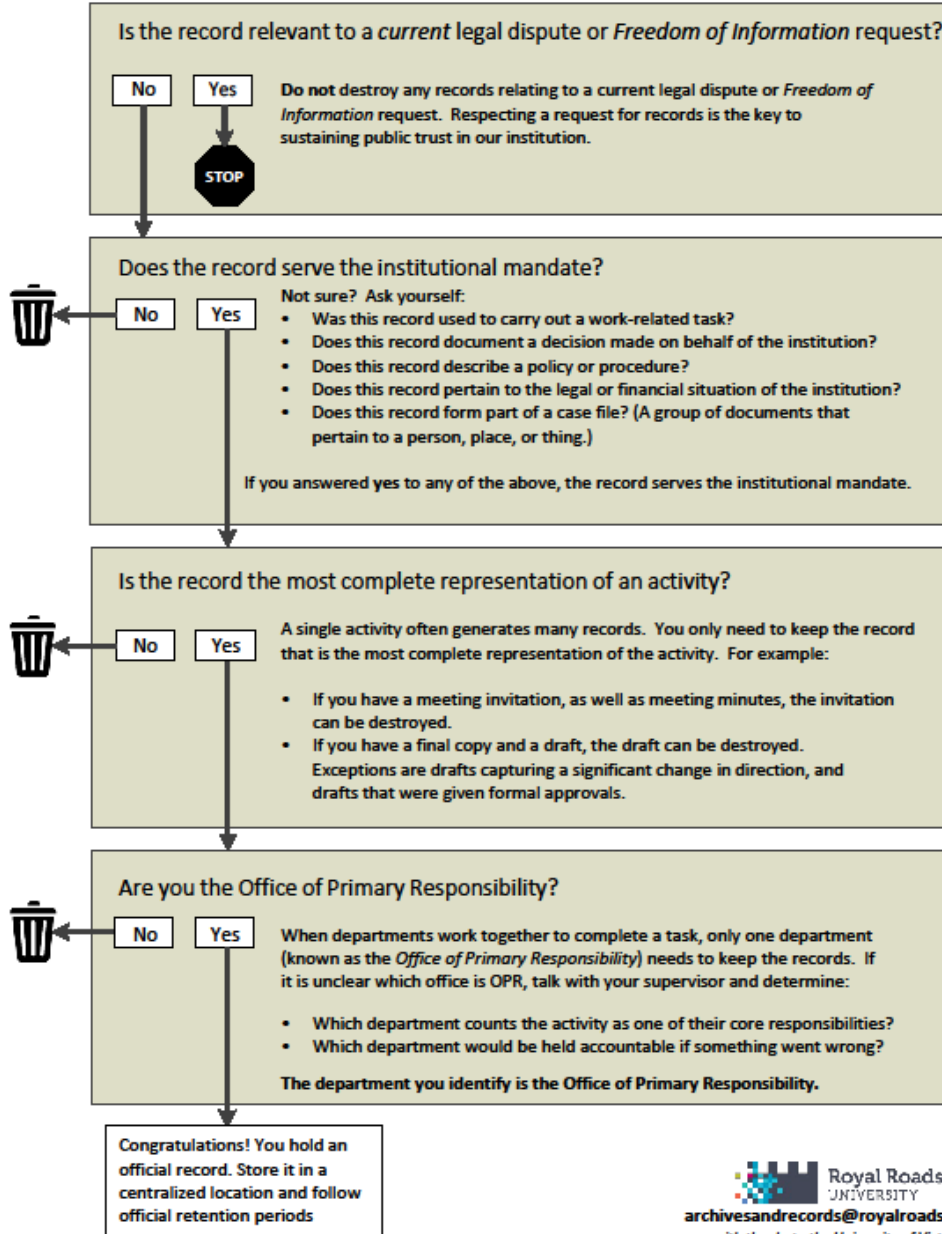 Is the record relevant to a current legal dispute or Freedom of Information request?
No
Yes
Do not destroy any records relating to a current legal dispute or Freedom of
Information request. Respecting a request for records is the key to
sustaining public trust in our institution.
STOP
Does the record serve the institutional mandate?
No
Yes
Not sure? Ask yourself:
• Was this record used to carry out a work-related task?
• Does this record document a decision made on behalf of the institution?
• Does this record describe a policy or procedure?
• Does this record pertain to the legal or financial situation of the institution?
• Does this record form part of a case file? (A group of documents that
pertain to a person, place, or thing.)
If you answered yes to any of the above, the record serves the institutional mandate.
Is the record the most complete representation of an activity?
No
Yes
A single activity often generates many records. You only need to keep the record
that is the most complete representation of the activity. For example:
• If you have a meeting invitation, as well as meeting minutes, the invitation
can be destroyed.
• If you have a final copy and a draft, the draft can be destroyed.
Exceptions are drafts capturing a significant change in direction, and
drafts that were given formal approvals.
Are you the Office of Primary Responsibility?
No
Yes
When departments work together to complete a task, only one department
(known as the Office of Primary Responsibility) needs to keep the records. If
it is unclear which office is OPR, talk with your supervisor and determine:
• Which department counts the activity as one of their core responsibilities?
• Which department would be held accountable if something went wrong?
The department you identify is the Office of Primary Responsibility.
Congratulations! You hold an
official record. Store it in a
centralized location and follow
official retention periods
Royal Roads
UNIVERSITY
archivesandrecords@royalroads